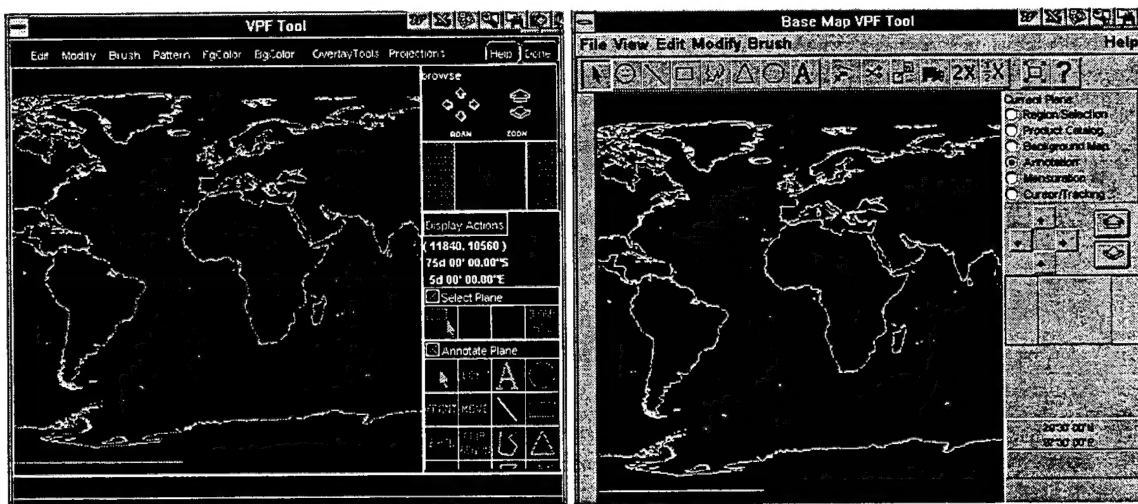 VPF Tool
Edit Modify Brush Pattern FgColor BgColor OverlayTools Projections Help Done
browse
ROAM ZOOM
Display Actions
( 11840, 10560 )
75d 00' 00.00"S
5d 00' 00.00"E
Select Plane
Annotate Plane
A
FRONT MOVE
Base Map VPF Tool
File View Edit Modify Brush Help
A 2X ?
Current Plane:
Region Selection
Product Catalog
Background Map
Annotation
Mensuration
Cursor/Tracking